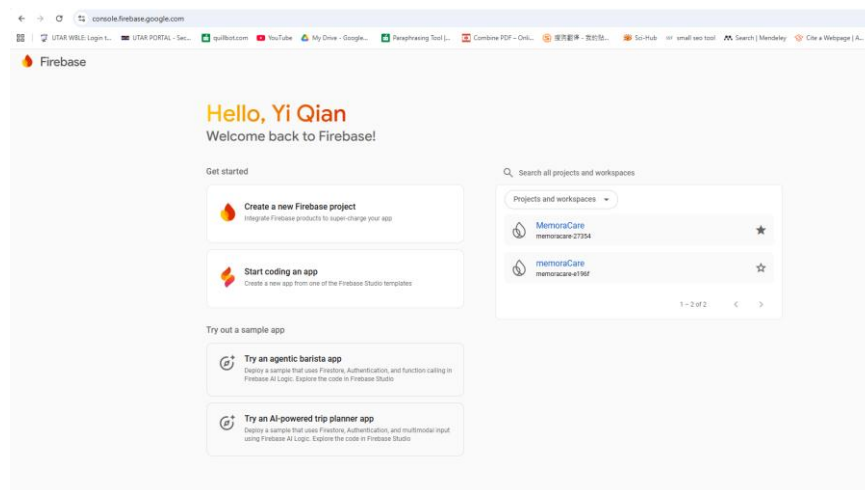 console.firebase.google.com
UTAR WBLE: Login t...
UTAR PORTAL - Sec...
quillbot.com
YouTube
My Drive - Google...
Paraphrasing Tool |...
Combine PDF – Onli...
Sci-Hub
small seo tool
Search | Mendeley
Cite a Webpage | A...
Firebase
Hello, Yi Qian
Welcome back to Firebase!
Get started
Create a new Firebase project
Integrate Firebase products to super-charge your app
Start coding an app
Create a new app from one of the Firebase Studio templates
Try out a sample app
Try an agentic barista app
Deploy a sample that uses Firestore, Authentication, and function calling in
Firebase AI Logic. Explore the code in Firebase Studio
Try an AI-powered trip planner app
Deploy a sample that uses Firestore, Authentication, and multimodal input
using Firebase AI Logic. Explore the code in Firebase Studio
Search all projects and workspaces
Projects and workspaces
MemoraCare
memoracare-27354
memoraCare
memoracare-e196f
1 – 2 of 2